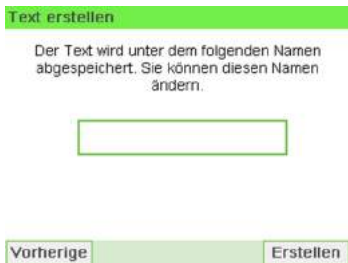 Text erstellen
Der Text wird unter dem folgenden Namen
abgespeichert. Sie können diesen Namen
ändern.
Vorherige
Erstellen